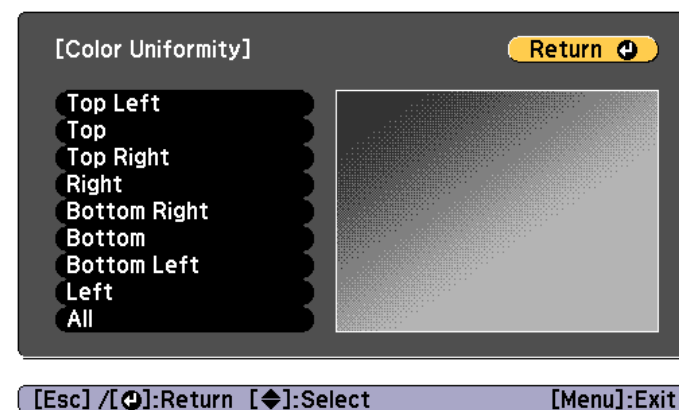 [Color Uniformity]
Return
Top Left
Top
Top Right
Right
Bottom Right
Bottom
Bottom Left
Left
All
[Esc] /[]:Return []:Select [Menu]:Exit